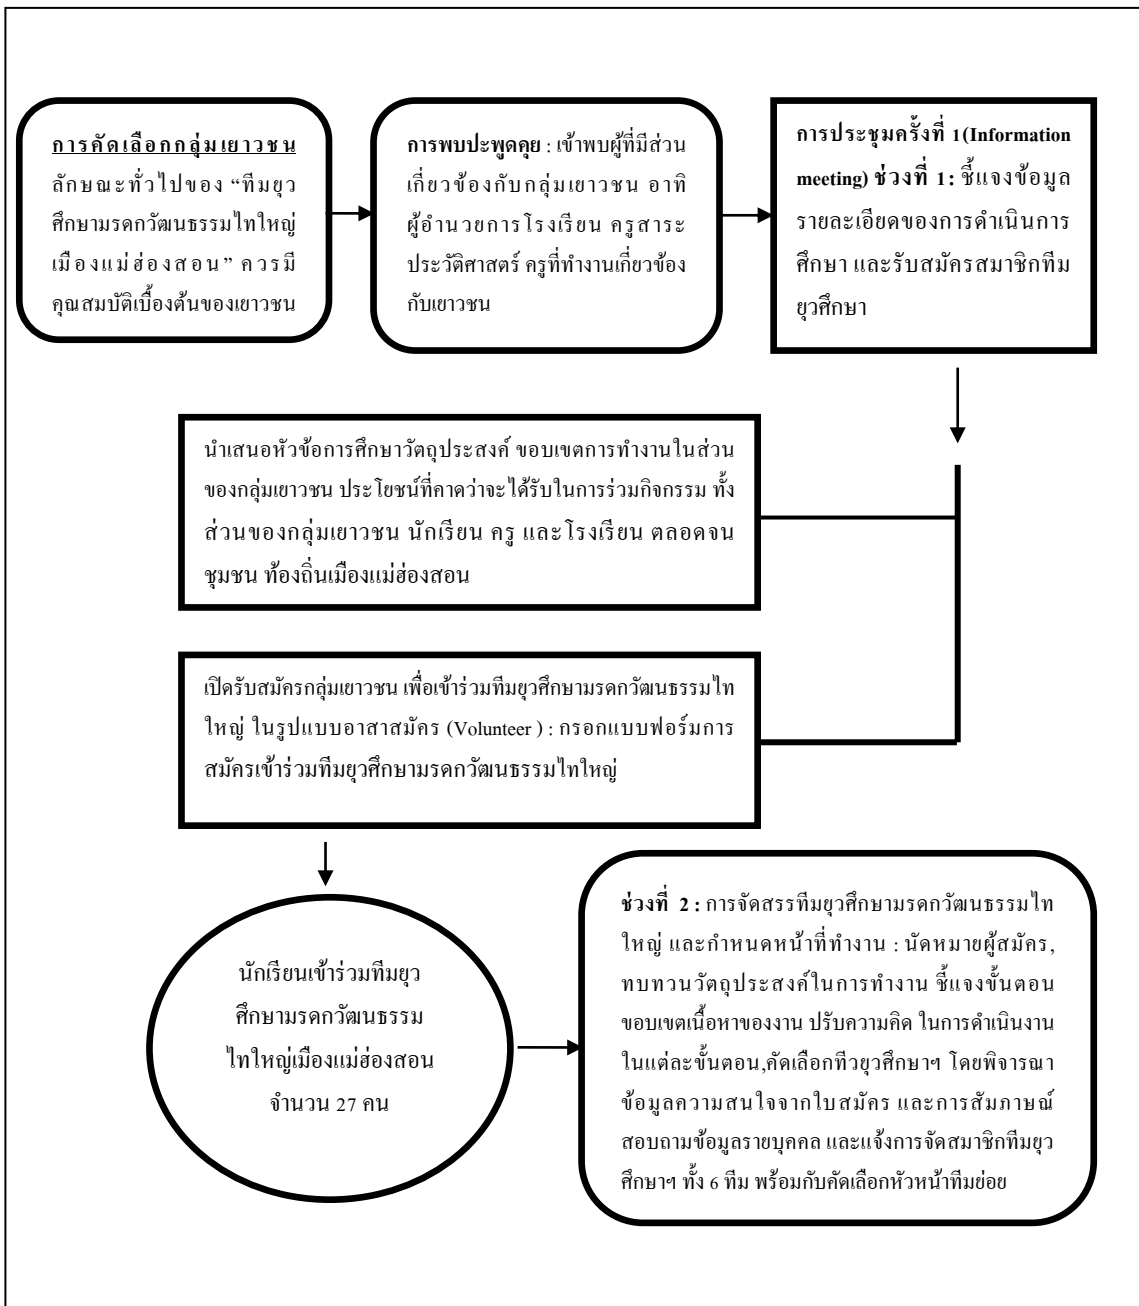 การคัดเลือกกลุ่มเยาวชน
ลักษณะทั่วไปของ “ทีมยุว
ศึกษามรดกวัฒนธรรมไทใหญ่
เมืองแม่ฮ่องสอน” ควรมี
คุณสมบัติเบื้องต้นของเยาวชน
การพบปะพูดคุย : เข้าพบผู้ที่มีส่วน
เกี่ยวข้องกับกลุ่มเยาวชน อาทิ
ผู้อำนวยการโรงเรียน ครูสาระ
ประวัติศาสตร์ ครูที่ทำงานเกี่ยวข้อง
กับเยาวชน
การประชุมครั้งที่ 1 (Information
meeting) ช่วงที่ 1: ชี้แจงข้อมูล
รายละเอียดของการดำเนินการ
ศึกษา และรับสมัครสมาชิกทีม
ยุวศึกษา
นำเสนอหัวข้อการศึกษาวัตถุประสงค์ ขอบเขตการทำงานในส่วน
ของกลุ่มเยาวชน ประโยชน์ที่คาดว่าจะได้รับในการร่วมกิจกรรม ทั้ง
ส่วนของกลุ่มเยาวชน นักเรียน ครู และโรงเรียน ตลอดจน
ชุมชน ท้องถิ่นเมืองแม่ฮ่องสอน
เปิดรับสมัครกลุ่มเยาวชน เพื่อเข้าร่วมทีมยุวศึกษามรดกวัฒนธรรมไท
ใหญ่ ในรูปแบบอาสาสมัคร (Volunteer ) : กรอกแบบฟอร์มการ
สมัครเข้าร่วมทีมยุวศึกษามรดกวัฒนธรรมไทใหญ่
นักเรียนเข้าร่วมทีมยุว
ศึกษามรดกวัฒนธรรม
ไทใหญ่เมืองแม่ฮ่องสอน
จำนวน 27 คน
ช่วงที่ 2 : การจัดสรรทีมยุวศึกษามรดกวัฒนธรรมไท
ใหญ่ และกำหนดหน้าที่ทำงาน : นัดหมายผู้สมัคร,
ทบทวนวัตถุประสงค์ในการทำงาน ชี้แจงขั้นตอน
ขอบเขตเนื้อหาของงาน ปรับความคิด ในการดำเนินงาน
ในแต่ละขั้นตอน,คัดเลือกทีวยุวศึกษาฯ โดยพิจารณา
ข้อมูลความสนใจจากใบสมัคร และการสัมภาษณ์
สอบถามข้อมูลรายบุคคล และแจ้งการจัดสมาชิกทีมยุว
ศึกษาฯ ทั้ง 6 ทีม พร้อมกับคัดเลือกหัวหน้าทีมย่อย